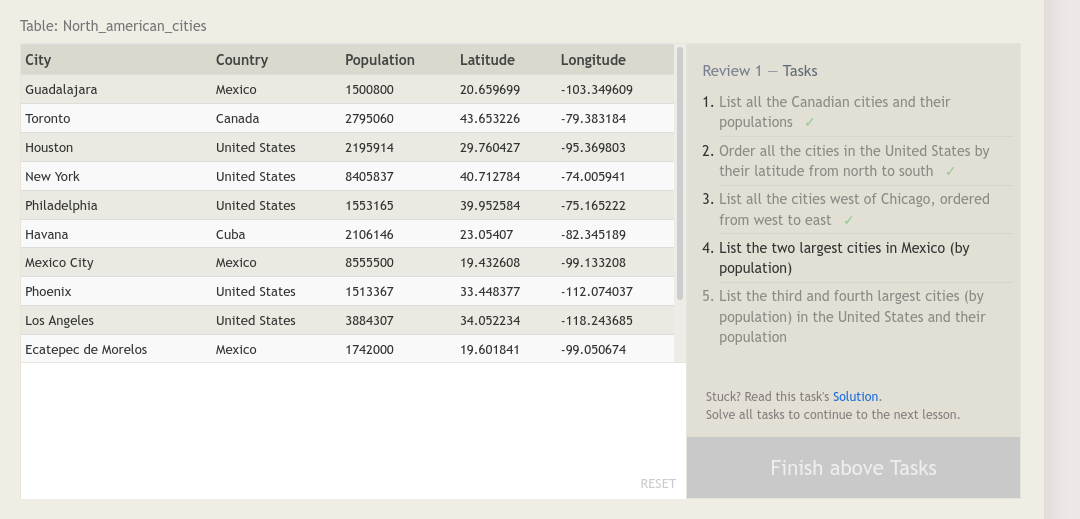 Table: North_american_cities
City Country Population Latitude Longitude
Guadalajara Mexico 1500800 20.659699 -103.349609
Toronto Canada 2795060 43.653226 -79.383184
Houston United States 2195914 29.760427 -95.369803
New York United States 8405837 40.712784 -74.005941
Philadelphia United States 1553165 39.952584 -75.165222
Havana Cuba 2106146 23.05407 -82.345189
Mexico City Mexico 8555500 19.432608 -99.133208
Phoenix United States 1513367 33.448377 -112.074037
Los Angeles United States 3884307 34.052234 -118.243685
Ecatepec de Morelos Mexico 1742000 19.601841 -99.050674
RESET
Review 1 — Tasks
1. List all the Canadian cities and their
populations ✓
2. Order all the cities in the United States by
their latitude from north to south ✓
3. List all the cities west of Chicago, ordered
from west to east ✓
4. List the two largest cities in Mexico (by
population)
5. List the third and fourth largest cities (by
population) in the United States and their
population
Stuck? Read this task's Solution.
Solve all tasks to continue to the next lesson.
Finish above Tasks